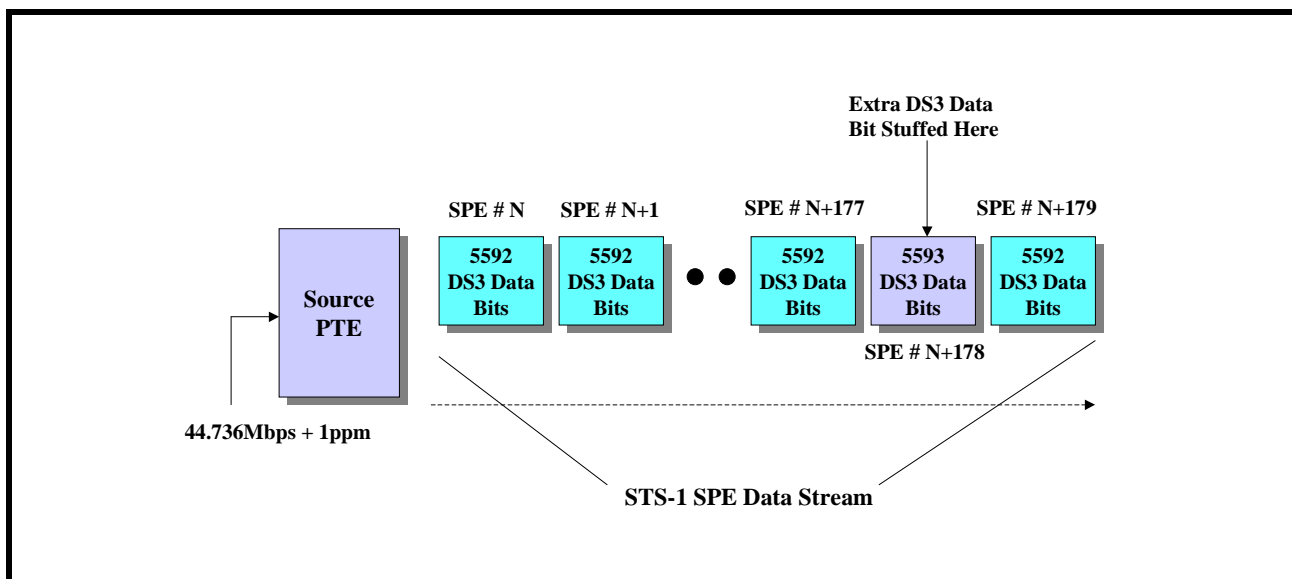 Extra DS3 Data
Bit Stuffed Here
SPE # N
SPE # N+1
SPE # N+177
SPE # N+179
Source
PTE
5592
DS3 Data
Bits
5592
DS3 Data
Bits
5592
DS3 Data
Bits
5593
DS3 Data
Bits
5592
DS3 Data
Bits
SPE # N+178
44.736Mbps + 1ppm
STS-1 SPE Data Stream